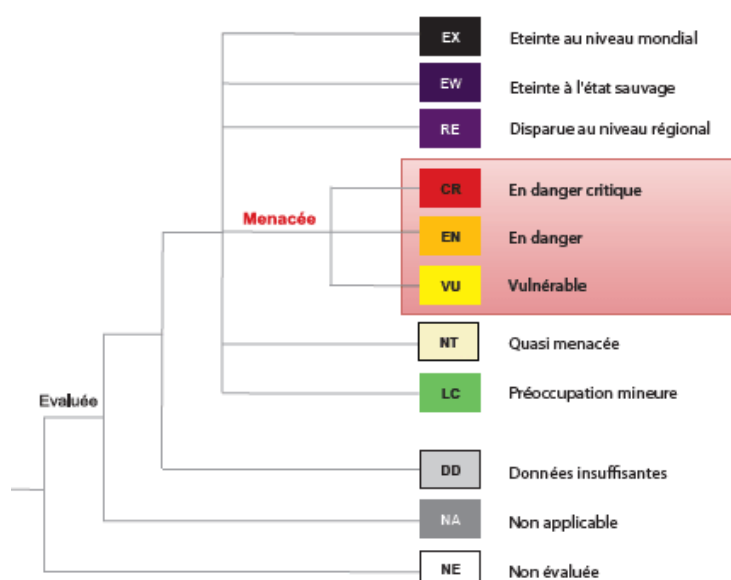 EX Eteinte au niveau mondial
EW Eteinte à l'état sauvage
RE Disparue au niveau régional
CR En danger critique
Menacée
EN En danger
VU Vulnérable
NT Quasi menacée
LC Préoccupation mineure
Evaluée
DD Données insuffisantes
NA Non applicable
NE Non évaluée